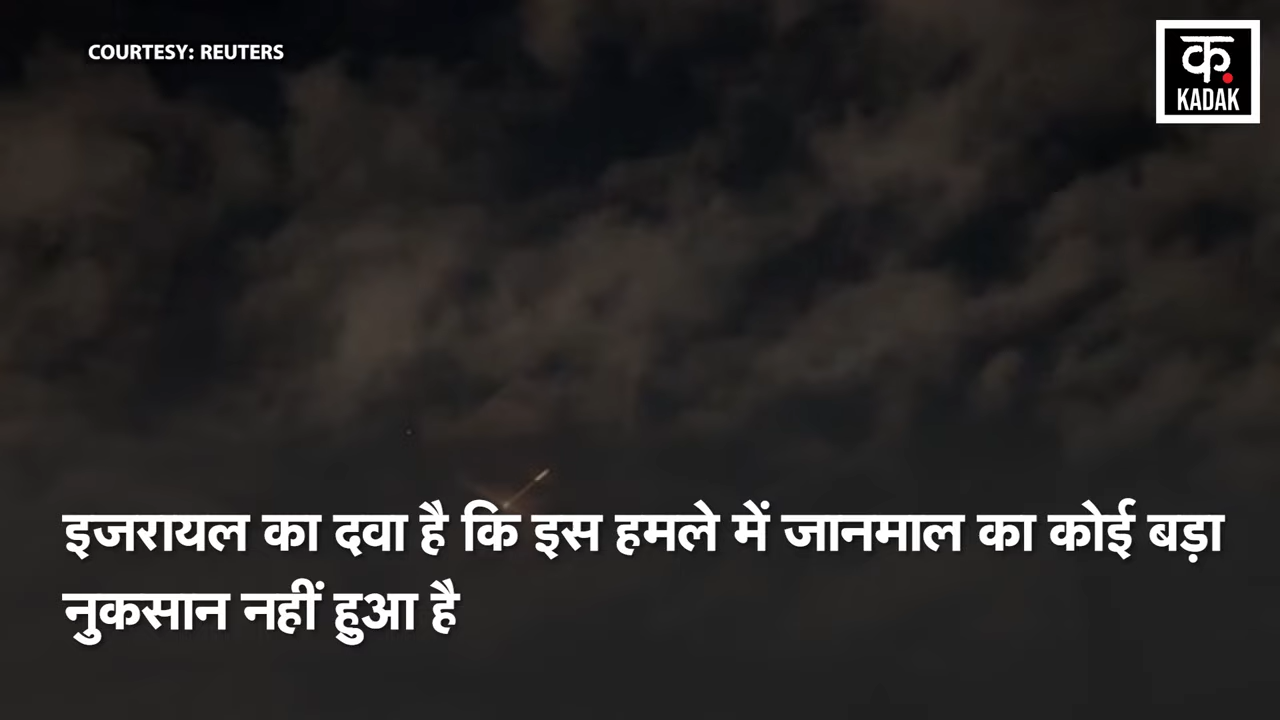 COURTESY: REUTERS
क
KADAK
इजरायल का दवा है कि इस हमले में जानमाल का कोई बड़ा
नुकसान नहीं हुआ है